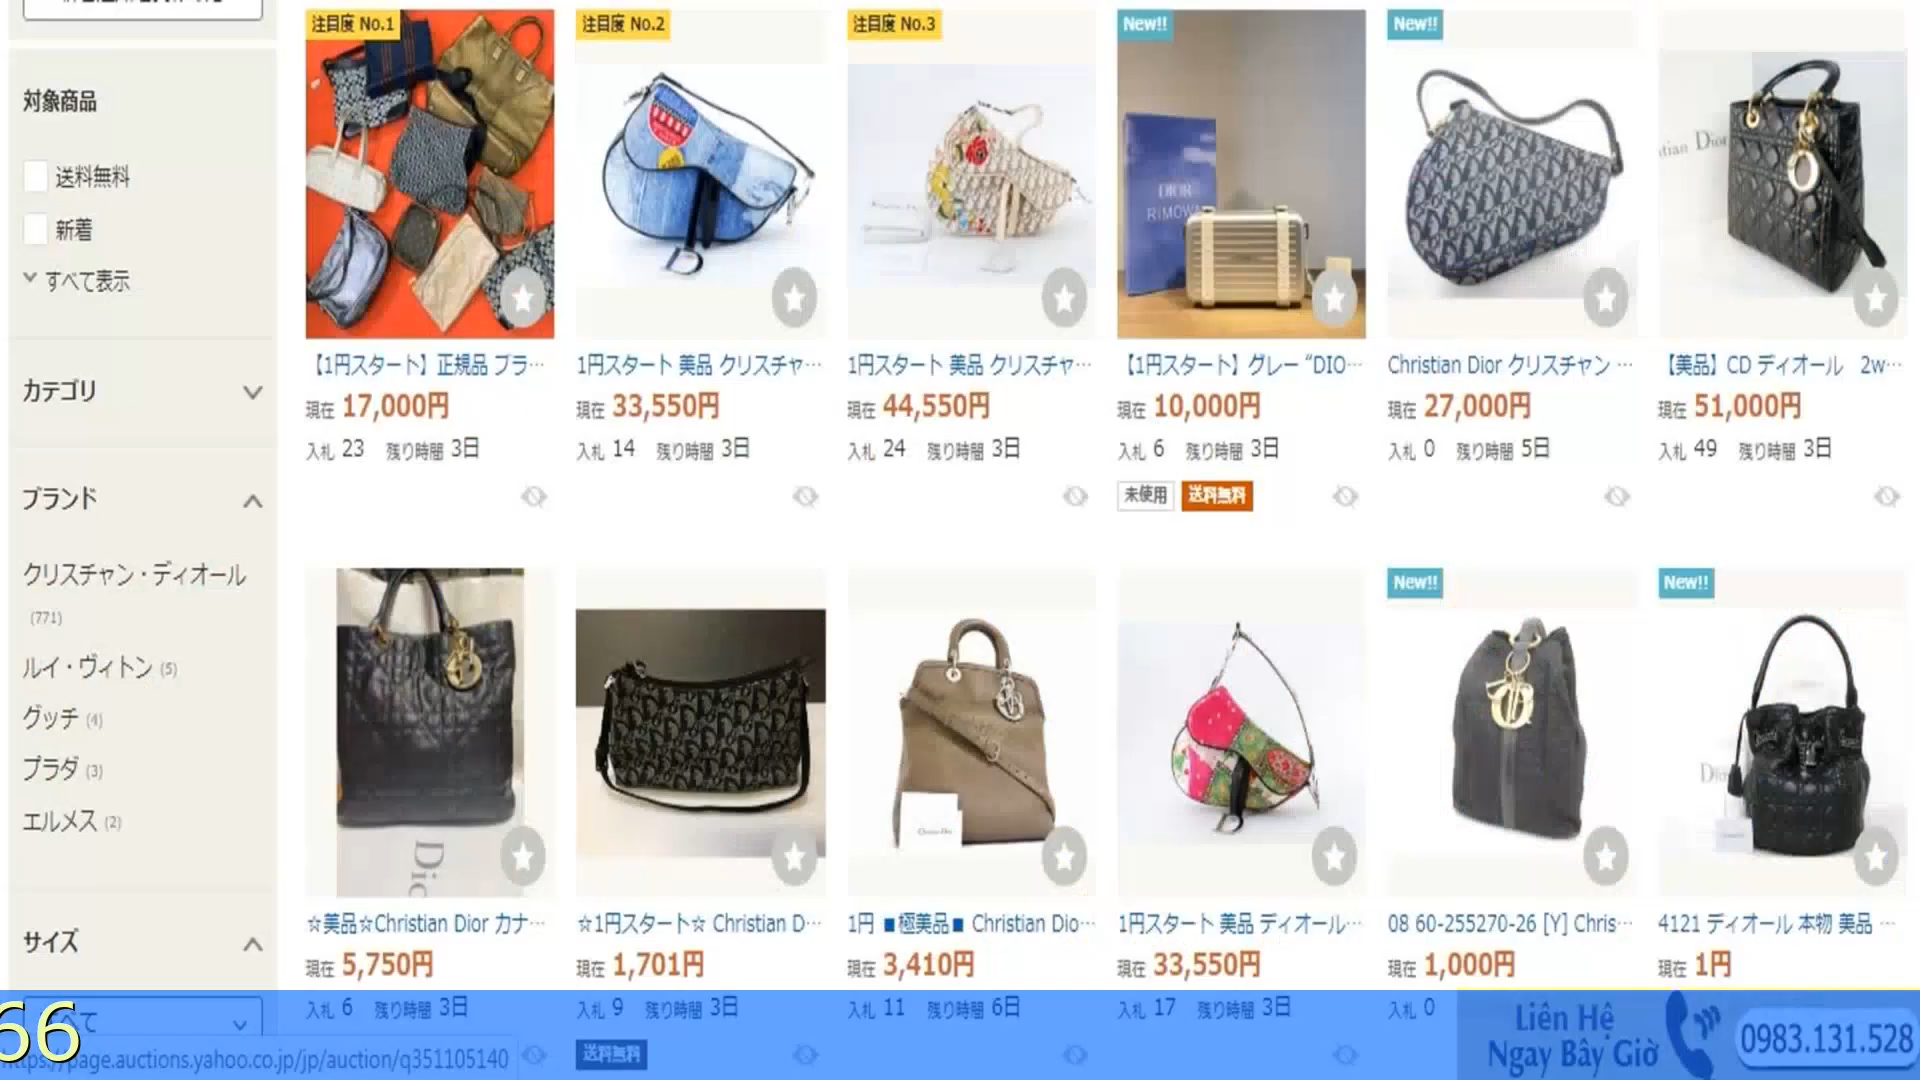 注目度 No.1
注目度 No.2
注目度 No.3
New!!
New!!
対象商品
送料無料
新着
すべて表示
カテゴリ
ブランド
クリスチャン・ディオール
(771)
ルイ・ヴィトン (5)
グッチ (4)
プラダ (3)
エルメス (2)
サイズ
DIOR
RIMOWA
tian Dior
【1円スタート】正規品 ブラ…
1円スタート 美品 クリスチャ…
1円スタート 美品 クリスチャ…
【1円スタート】グレー “DIO…
Christian Dior クリスチャン …
【美品】CD ディオール 2w…
現在 17,000円
現在 33,550円
現在 44,550円
現在 10,000円
現在 27,000円
現在 51,000円
入札 23 残り時間 3日
入札 14 残り時間 3日
入札 24 残り時間 3日
入札 6 残り時間 3日
入札 0 残り時間 5日
入札 49 残り時間 3日
未使用
送料無料
New!!
New!!
Dio
☆美品☆Christian Dior カナ…
☆1円スタート☆ Christian D…
1円 ■極美品■ Christian Dio…
1円スタート 美品 ディオール…
08 60-255270-26 [Y] Chris…
4121 ディオール 本物 美品 …
現在 5,750円
現在 1,701円
現在 3,410円
現在 33,550円
現在 1,000円
現在 1円
入札 6 残り時間 3日
入札 9 残り時間 3日
入札 11 残り時間 6日
入札 17 残り時間 3日
入札 0
送料無料
66
https://page.auctions.yahoo.co.jp/jp/auction/q351105140
Liên Hệ
Ngay Bây Giờ
0983.131.528